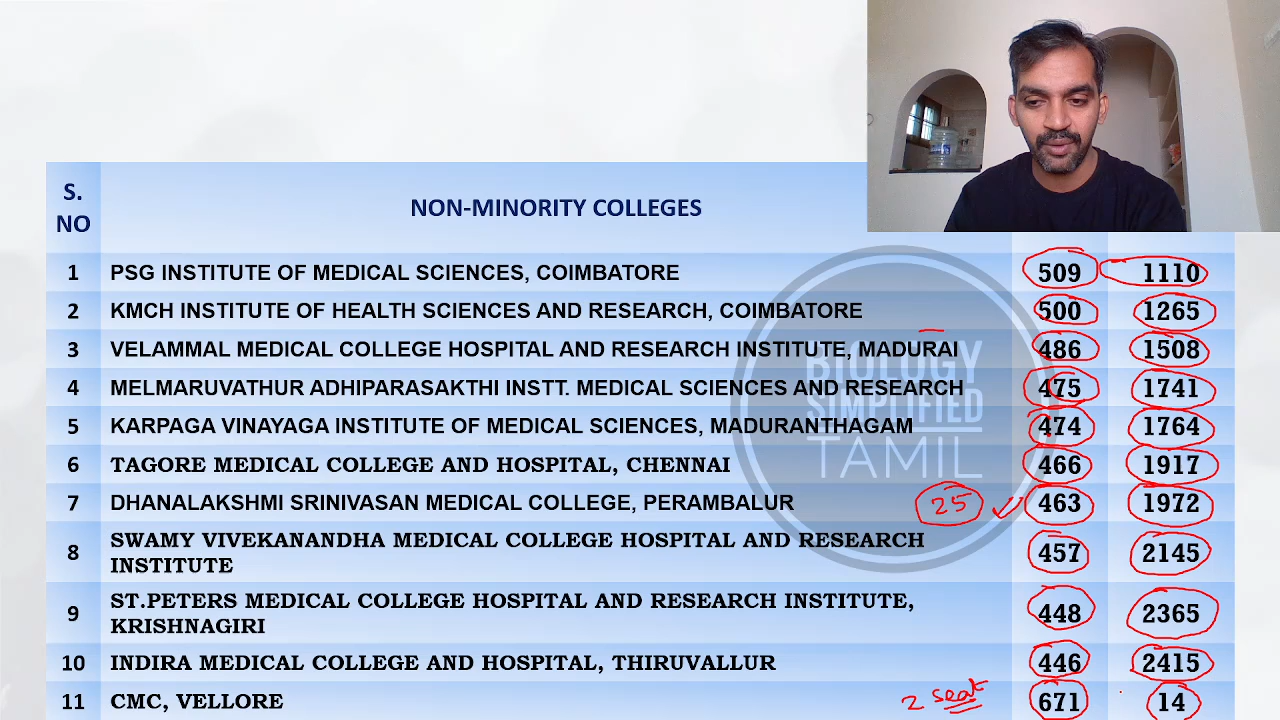 S.
NO
NON-MINORITY COLLEGES
1 PSG INSTITUTE OF MEDICAL SCIENCES, COIMBATORE 509 1110
2 KMCH INSTITUTE OF HEALTH SCIENCES AND RESEARCH, COIMBATORE 500 1265
3 VELAMMAL MEDICAL COLLEGE HOSPITAL AND RESEARCH INSTITUTE, MADURAI 486 1508
4 MELMARUVATHUR ADHIPARASAKTHI INSTT. MEDICAL SCIENCES AND RESEARCH 475 1741
5 KARPAGA VINAYAGA INSTITUTE OF MEDICAL SCIENCES, MADURANTHAGAM 474 1764
6 TAGORE MEDICAL COLLEGE AND HOSPITAL, CHENNAI 466 1917
7 DHANALAKSHMI SRINIVASAN MEDICAL COLLEGE, PERAMBALUR 25 463 1972
8 SWAMY VIVEKANANDHA MEDICAL COLLEGE HOSPITAL AND RESEARCH
INSTITUTE 457 2145
9 ST.PETERS MEDICAL COLLEGE HOSPITAL AND RESEARCH INSTITUTE,
KRISHNAGIRI 448 2365
10 INDIRA MEDICAL COLLEGE AND HOSPITAL, THIRUVALLUR 446 2415
11 CMC, VELLORE 2 seat 671 14
BIOLOGY
SIMPLIFIED
TAMIL